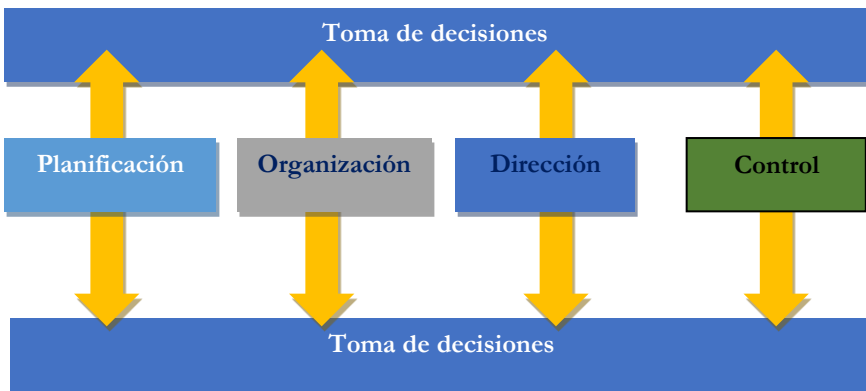 Toma de decisiones
Planificación
Organización
Dirección
Control
Toma de decisiones